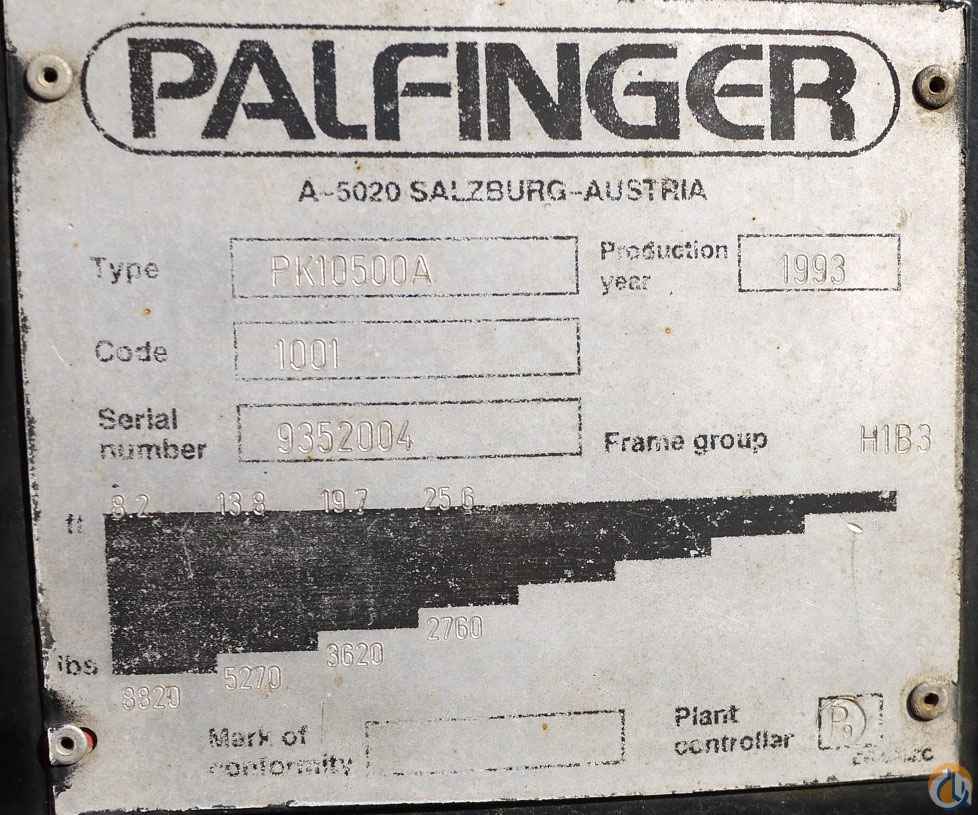 PALFINGER
A-5020 SALZBURG-AUSTRIA
Type PK10500A
Production year 1993
Code 1001
Serial number 9352004
Frame group H1B3
ft 8.2 13.8 19.7 25.6
lbs 8820 5270 3620 2760
Mark of conformity
Plant controller